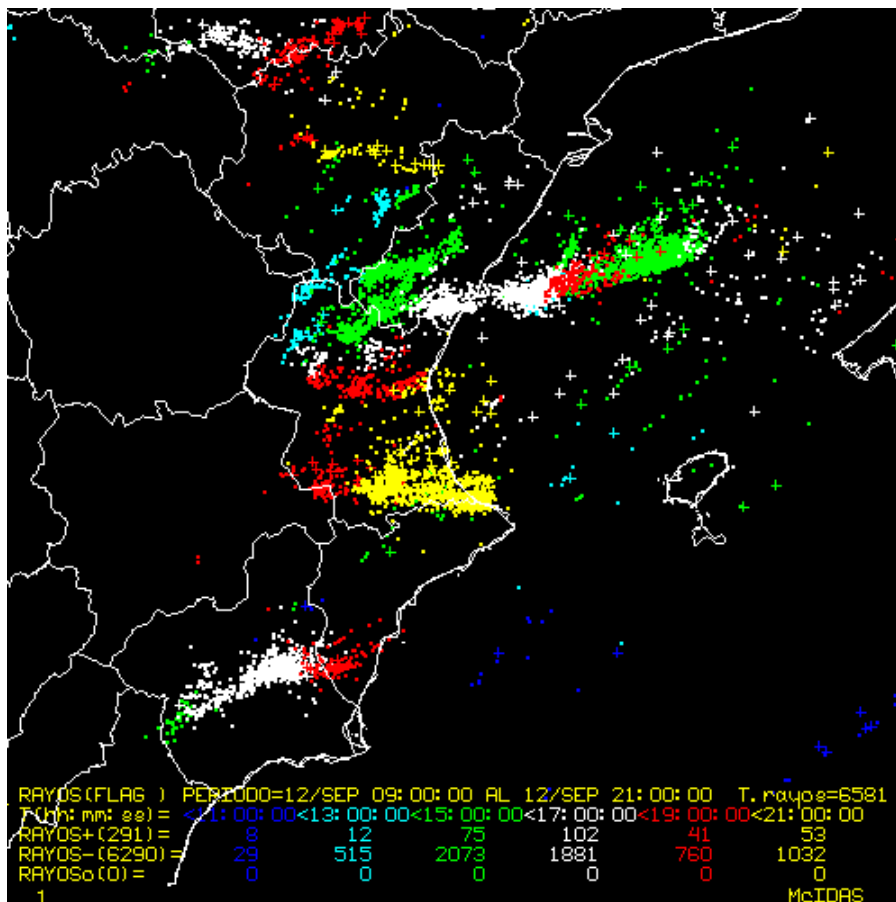 RAYOS(FLAG ) PERIODO=12/SEP 09:00:00 AL 12/SEP 21:00:00 T.rayos=6581
T(hh:mm:ss)= <11:00:00 <13:00:00 <15:00:00 <17:00:00 <19:00:00 <21:00:00
RAYOS+(291)= 8 12 75 102 41 53
RAYOS-(6290)= 29 515 2073 1881 760 1032
RAYOSo(0)= 0 0 0 0 0 0
1 McIDAS